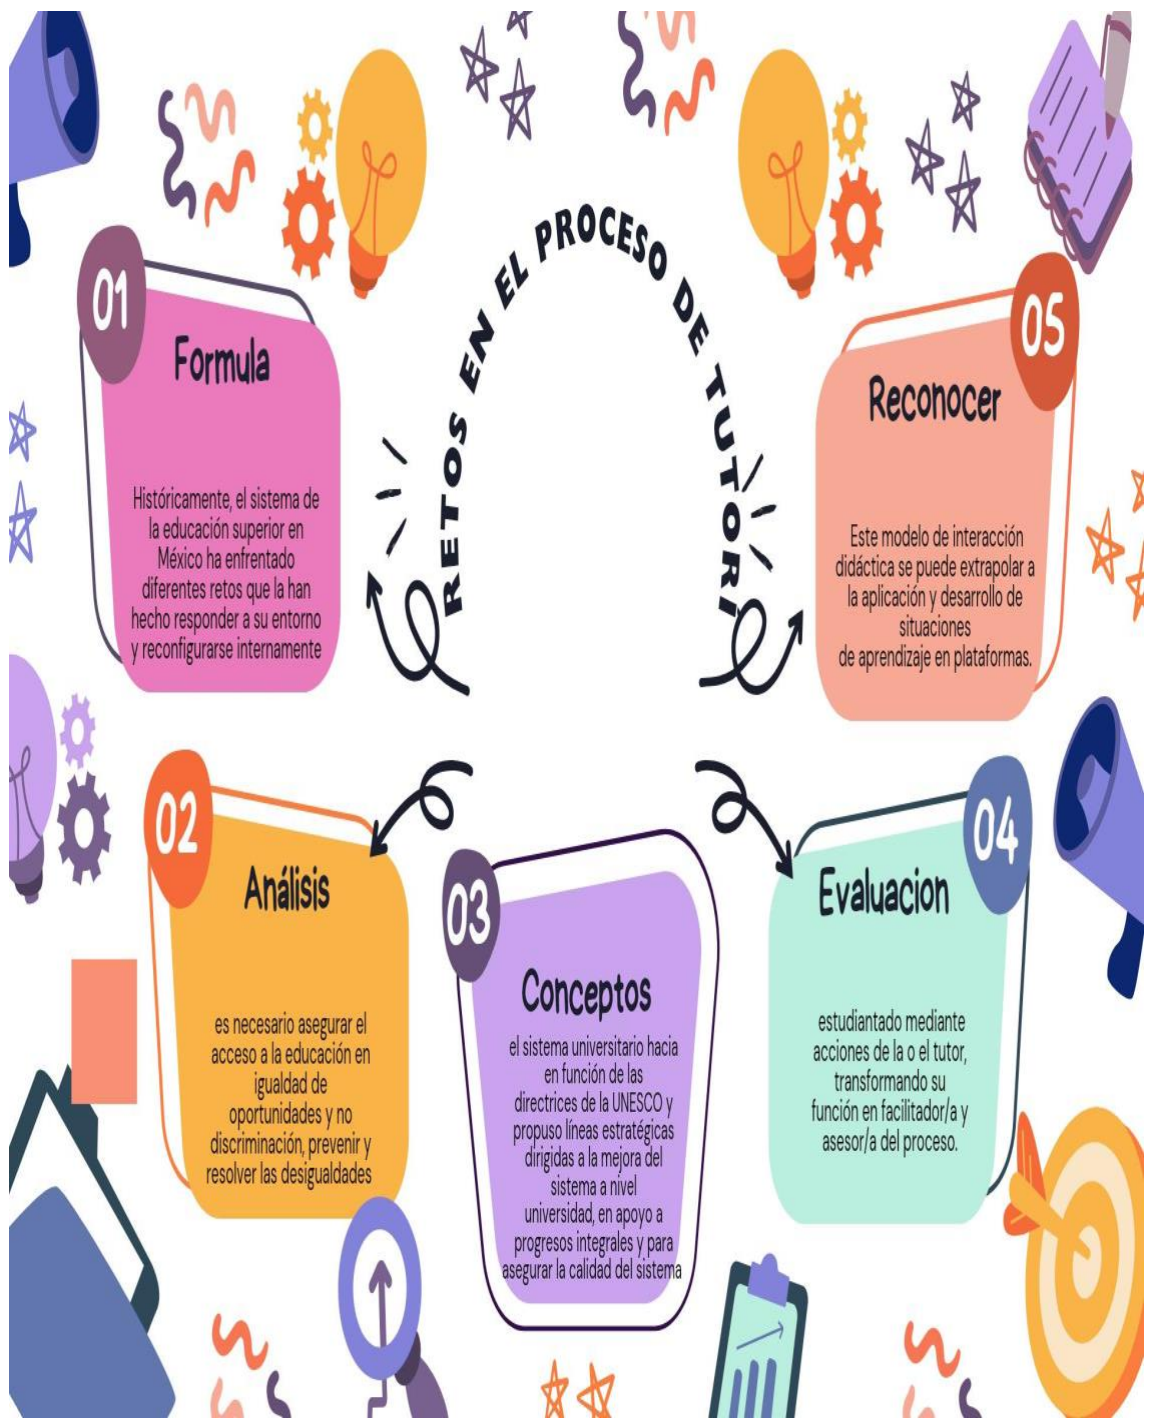 RETOS EN EL PROCESO DE TUTORÍ
01
Formula
Históricamente, el sistema de
la educación superior en
México ha enfrentado
diferentes retos que la han
hecho responder a su entorno
y reconfigurarse internamente
02
Análisis
es necesario asegurar el
acceso a la educación en
igualdad de
oportunidades y no
discriminación, prevenir y
resolver las desigualdades
03
Conceptos
el sistema universitario hacia
en función de las
directrices de la UNESCO y
propuso líneas estratégicas
dirigidas a la mejora del
sistema a nivel
universidad, en apoyo a
progresos integrales y para
asegurar la calidad del sistema
04
Evaluacion
estudiantado mediante
acciones de la o el tutor,
transformando su
función en facilitador/a y
asesor/a del proceso.
05
Reconocer
Este modelo de interacción
didáctica se puede extrapolar a
la aplicación y desarrollo de
situaciones
de aprendizaje en plataformas.